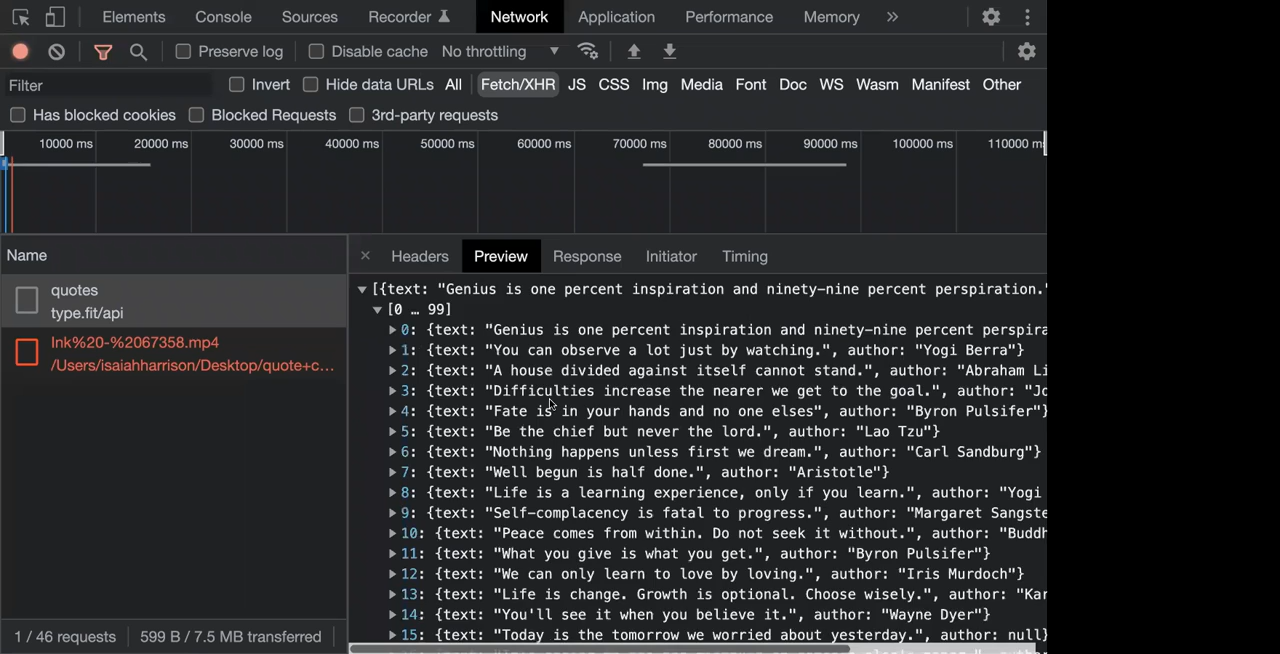 Elements Console Sources Recorder Network Application Performance Memory »
Preserve log Disable cache No throttling
Filter Invert Hide data URLs All Fetch/XHR JS CSS Img Media Font Doc WS Wasm Manifest Other
Has blocked cookies Blocked Requests 3rd-party requests
10000 ms 20000 ms 30000 ms 40000 ms 50000 ms 60000 ms 70000 ms 80000 ms 90000 ms 100000 ms 110000 m
Name
quotes
type.fit/api
Ink%20-%2067358.mp4
/Users/isaiahharrison/Desktop/quote+c…
1 / 46 requests 599 B / 7.5 MB transferred
× Headers Preview Response Initiator Timing
[{text: "Genius is one percent inspiration and ninety-nine percent perspiration."
[0 … 99]
0: {text: "Genius is one percent inspiration and ninety-nine percent perspira
1: {text: "You can observe a lot just by watching.", author: "Yogi Berra"}
2: {text: "A house divided against itself cannot stand.", author: "Abraham Li
3: {text: "Difficulties increase the nearer we get to the goal.", author: "Jo
4: {text: "Fate is in your hands and no one elses", author: "Byron Pulsifer"}
5: {text: "Be the chief but never the lord.", author: "Lao Tzu"}
6: {text: "Nothing happens unless first we dream.", author: "Carl Sandburg"}
7: {text: "Well begun is half done.", author: "Aristotle"}
8: {text: "Life is a learning experience, only if you learn.", author: "Yogi
9: {text: "Self-complacency is fatal to progress.", author: "Margaret Sangste
10: {text: "Peace comes from within. Do not seek it without.", author: "Buddh
11: {text: "What you give is what you get.", author: "Byron Pulsifer"}
12: {text: "We can only learn to love by loving.", author: "Iris Murdoch"}
13: {text: "Life is change. Growth is optional. Choose wisely.", author: "Kar
14: {text: "You'll see it when you believe it.", author: "Wayne Dyer"}
15: {text: "Today is the tomorrow we worried about yesterday.", author: null}